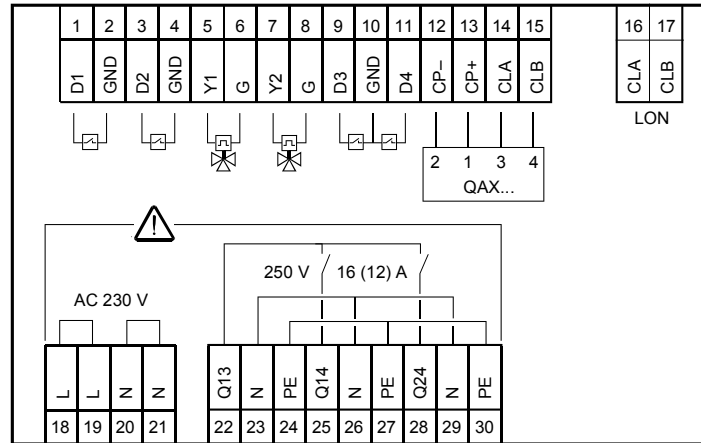 1 2 3 4 5 6 7 8 9 10 11 12 13 14 15 16 17
D1 GND D2 GND Y1 G Y2 G D3 GND D4 CP– CP+ CLA CLB CLA CLB
LON
2 1 3 4
QAX...
250 V 16 (12) A
AC 230 V
L L N N Q13 N PE Q14 N PE Q24 N PE
18 19 20 21 22 23 24 25 26 27 28 29 30